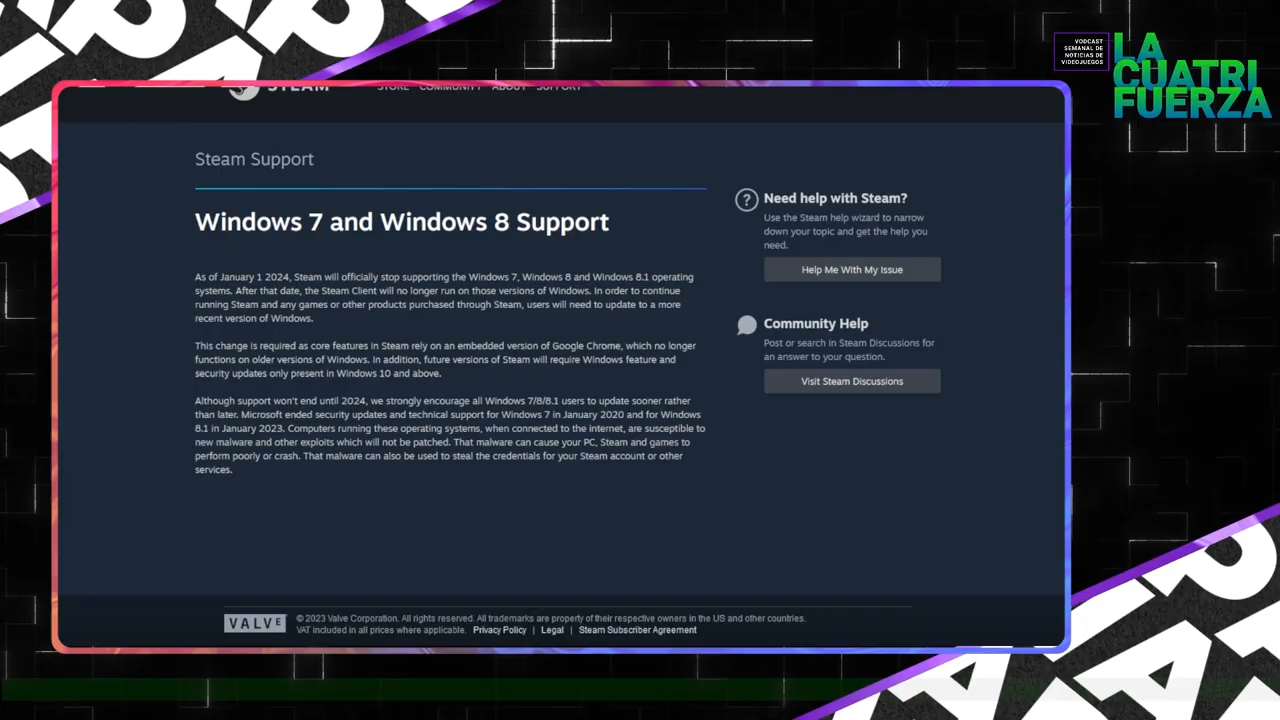 VODCAST
SEMANAL DE
NOTICIAS DE
VIDEOJUEGOS
LA
CUATRI
FUERZA
STEAM
STORE COMMUNITY ABOUT SUPPORT
Steam Support
Windows 7 and Windows 8 Support
As of January 1 2024, Steam will officially stop supporting the Windows 7, Windows 8 and Windows 8.1 operating
systems. After that date, the Steam Client will no longer run on those versions of Windows. In order to continue
running Steam and any games or other products purchased through Steam, users will need to update to a more
recent version of Windows.
This change is required as core features in Steam rely on an embedded version of Google Chrome, which no longer
functions on older versions of Windows. In addition, future versions of Steam will require Windows feature and
security updates only present in Windows 10 and above.
Although support won't end until 2024, we strongly encourage all Windows 7/8/8.1 users to update sooner rather
than later. Microsoft ended security updates and technical support for Windows 7 in January 2020 and for Windows
8.1 in January 2023. Computers running these operating systems, when connected to the internet, are susceptible to
new malware and other exploits which will not be patched. That malware can cause your PC, Steam and games to
perform poorly or crash. That malware can also be used to steal the credentials for your Steam account or other
services.
? Need help with Steam?
Use the Steam help wizard to narrow
down your topic and get the help you
need.
Help Me With My Issue
Community Help
Post or search in Steam Discussions for
an answer to your question.
Visit Steam Discussions
VALVE
© 2023 Valve Corporation. All rights reserved. All trademarks are property of their respective owners in the US and other countries.
VAT included in all prices where applicable. Privacy Policy | Legal | Steam Subscriber Agreement